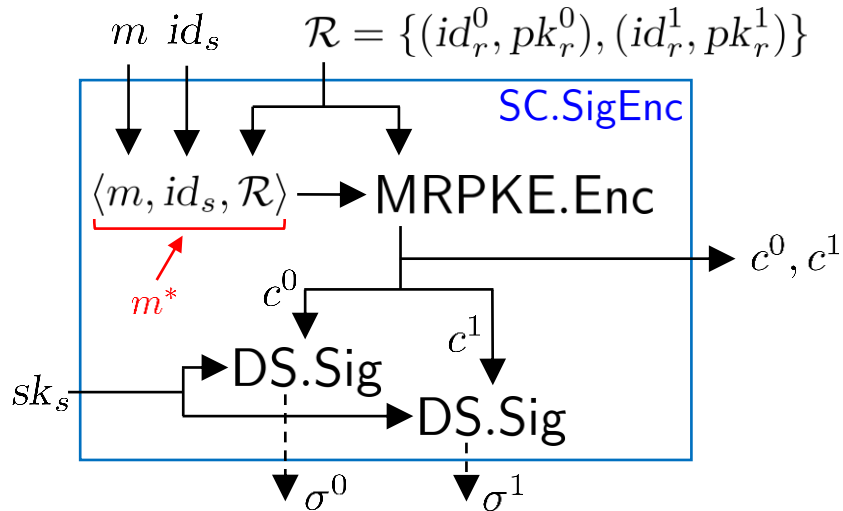 m id_s R = {(id_r^0, pk_r^0), (id_r^1, pk_r^1)}
SC.SigEnc
⟨m, id_s, R⟩ MRPKE.Enc
c^0, c^1
m*
c^0
c^1
DS.Sig
sk_s
DS.Sig
σ^0 σ^1